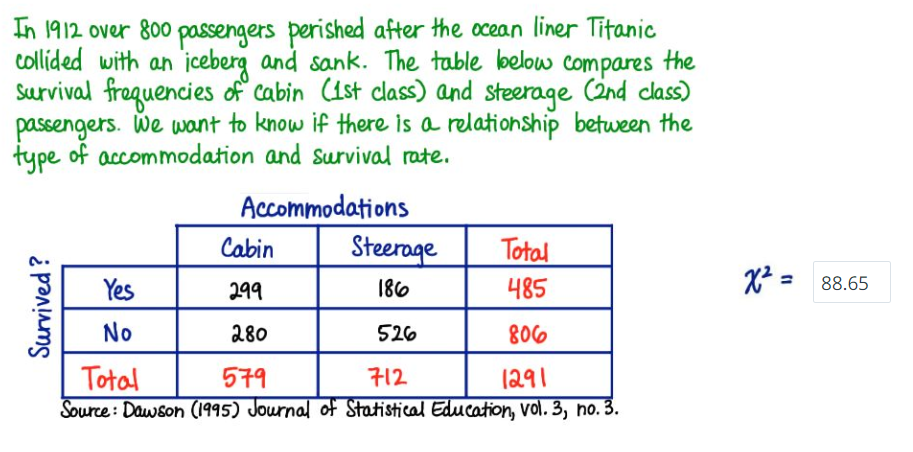 In 1912 over 800 passengers perished after the ocean liner Titanic
collided with an iceberg and sank. The table below compares the
survival frequencies of cabin (1st class) and steerage (2nd class)
passengers. We want to know if there is a relationship between the
type of accommodation and survival rate.
Accommodations
Cabin Steerage Total
Survived?
Yes 299 186 485
No 280 526 806
Total 579 712 1291
χ² = 88.65
Source: Dawson (1995) Journal of Statistical Education, vol. 3, no. 3.